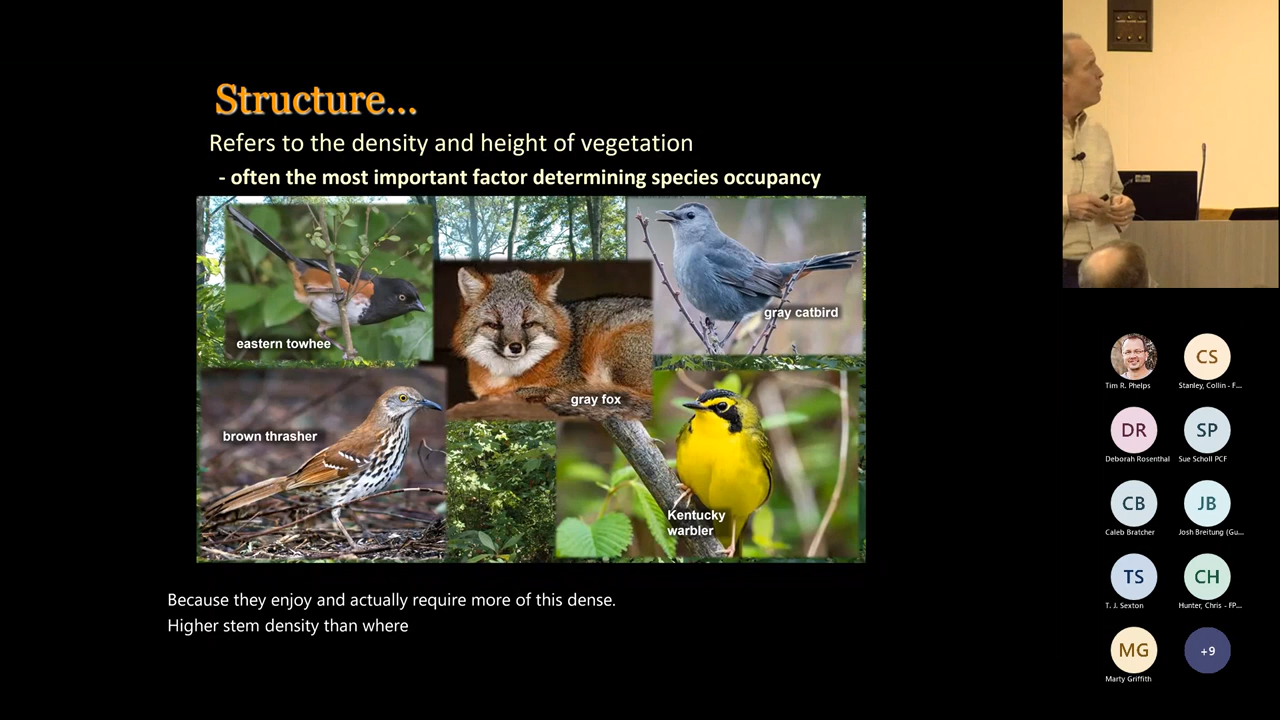 Structure...
Refers to the density and height of vegetation
- often the most important factor determining species occupancy
eastern towhee
gray catbird
gray fox
brown thrasher
Kentucky
warbler
Because they enjoy and actually require more of this dense.
Higher stem density than where
Tim R. Phelps
CS
Stanley, Collin - F...
DR
Deborah Rosenthal
SP
Sue Scholl PCF
CB
Caleb Bratcher
JB
Josh Breitung (Gu...
TS
T. J. Sexton
CH
Hunter, Chris - FP...
MG
Marty Griffith
+9